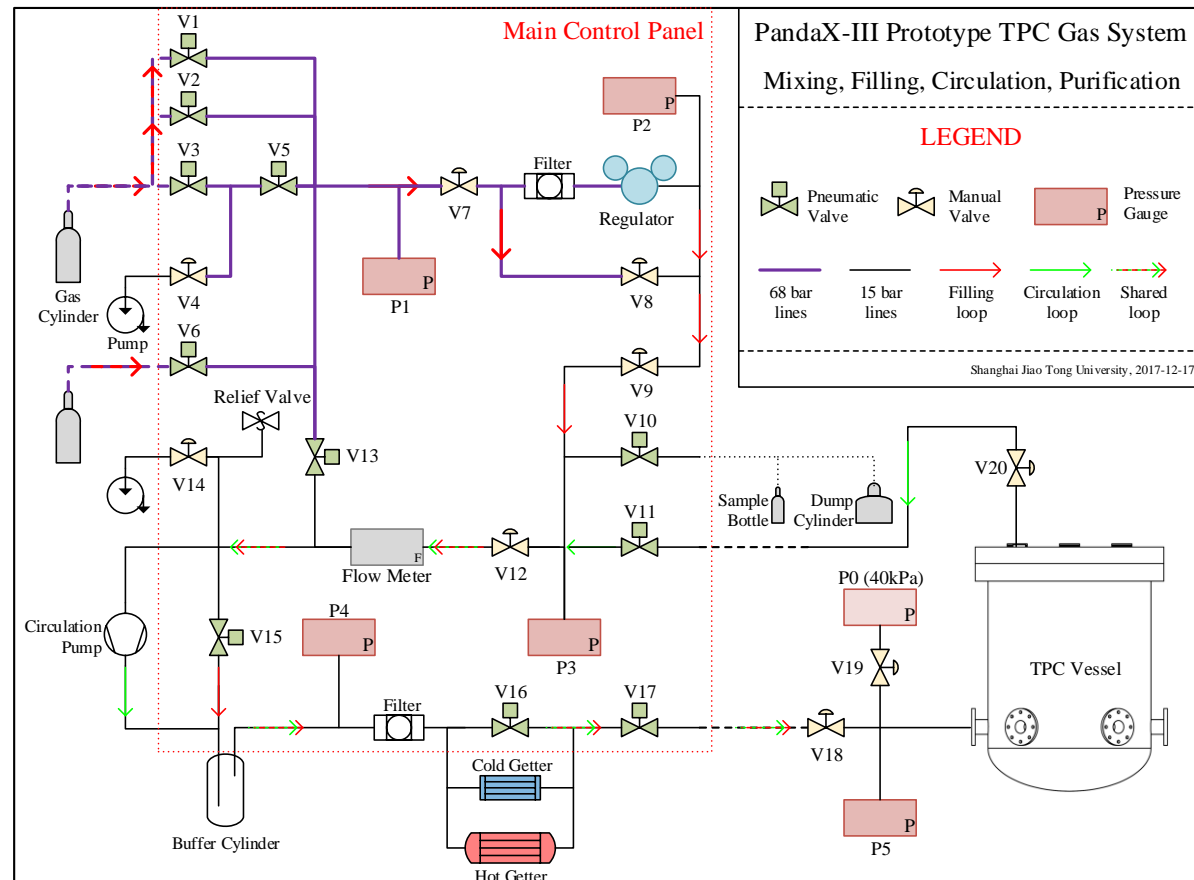 Main Control Panel
V1
V2
V3
V5
V4
V6
Gas
Cylinder
Pump
P1
V7
Filter
Regulator
P
P2
V8
P
V9
Relief Valve
V10
V13
V14
V11
Sample
Bottle
Dump
Cylinder
V20
F
Flow Meter
V12
P
P3
Circulation
Pump
V15
P4
P
Filter
V16
V17
P0 (40kPa)
P
V19
V18
P
P5
TPC Vessel
Cold Getter
Hot Getter
Buffer Cylinder
PandaX-III Prototype TPC Gas System
Mixing, Filling, Circulation, Purification
LEGEND
Pneumatic
Valve
Manual
Valve
P
Pressure
Gauge
68 bar
lines
15 bar
lines
Filling
loop
Circulation
loop
Shared
loop
Shanghai Jiao Tong University, 2017-12-17